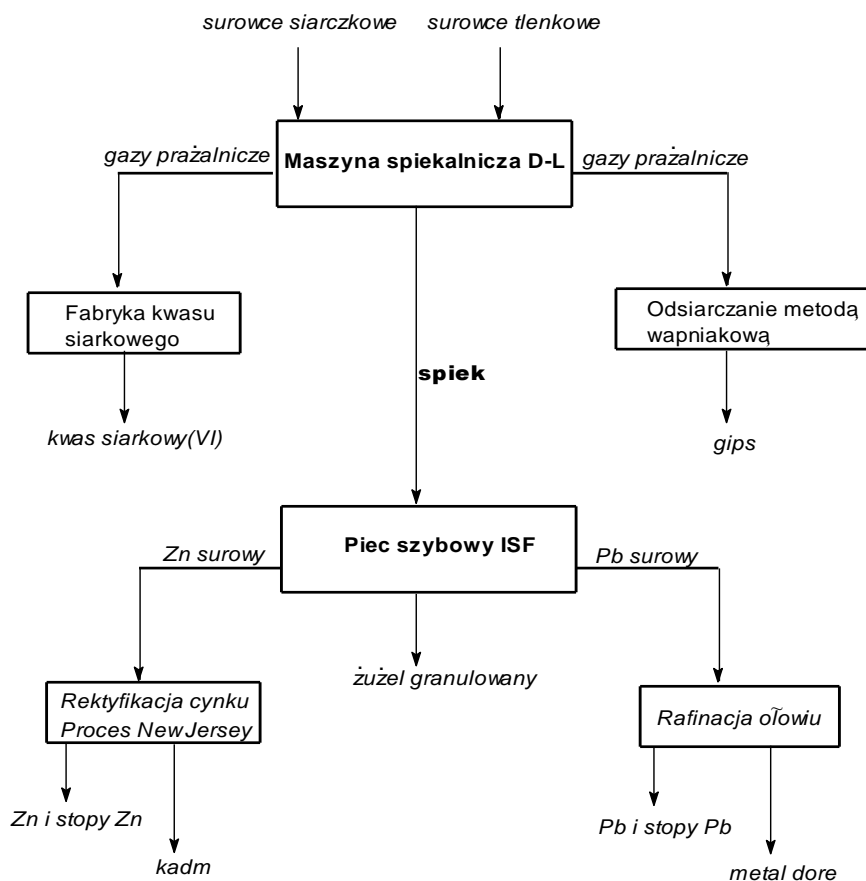 surowce siarczkowe
surowce tlenkowe
gazy prażalnicze
Maszyna spiekalnicza D-L
gazy prażalnicze
Fabryka kwasu
siarkowego
Odsiarczanie metodą
wapniakową
spiek
kwas siarkowy(VI)
gips
Zn surowy
Piec szybowy ISF
Pb surowy
żużel granulowany
Rektyfikacja cynku
Proces New Jersey
Rafinacja ołowiu
Zn i stopy Zn
Pb i stopy Pb
kadm
metal dore